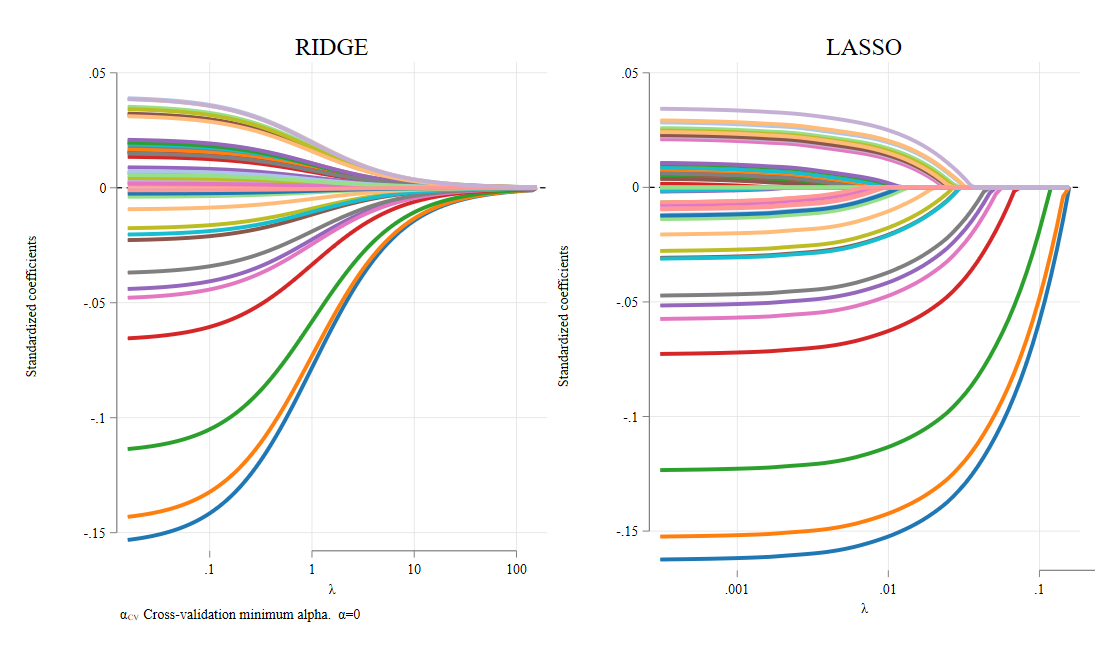 RIDGE
.05
0
-.05
-.1
-.15
Standardized coefficients
.1
1
10
100
λ
αCV Cross-validation minimum alpha. α=0
LASSO
.05
0
-.05
-.1
-.15
Standardized coefficients
.001
.01
.1
λ